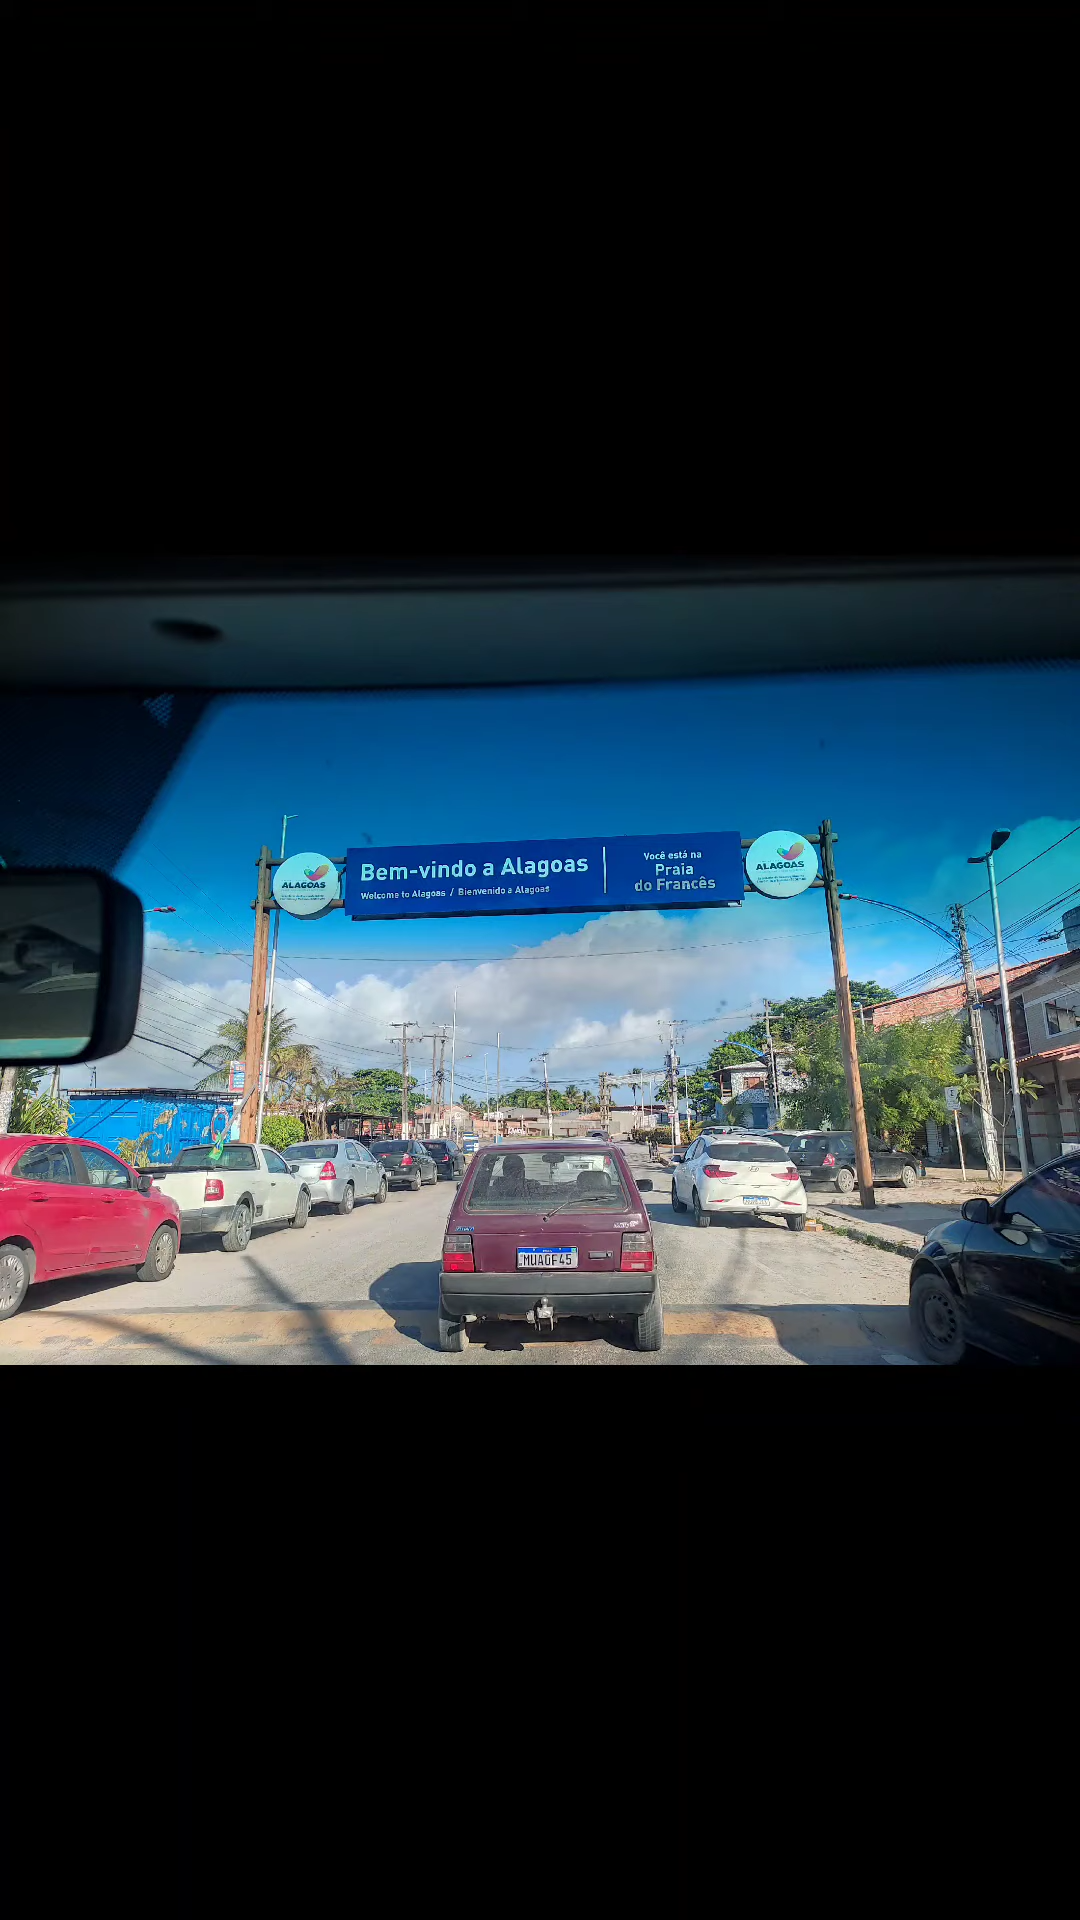 Bem-vindo a Alagoas
Welcome to Alagoas / Bienvenido a Alagoas
Você está na
Praia
do Francês
ALAGOAS
ALAGOAS
MUA0F45